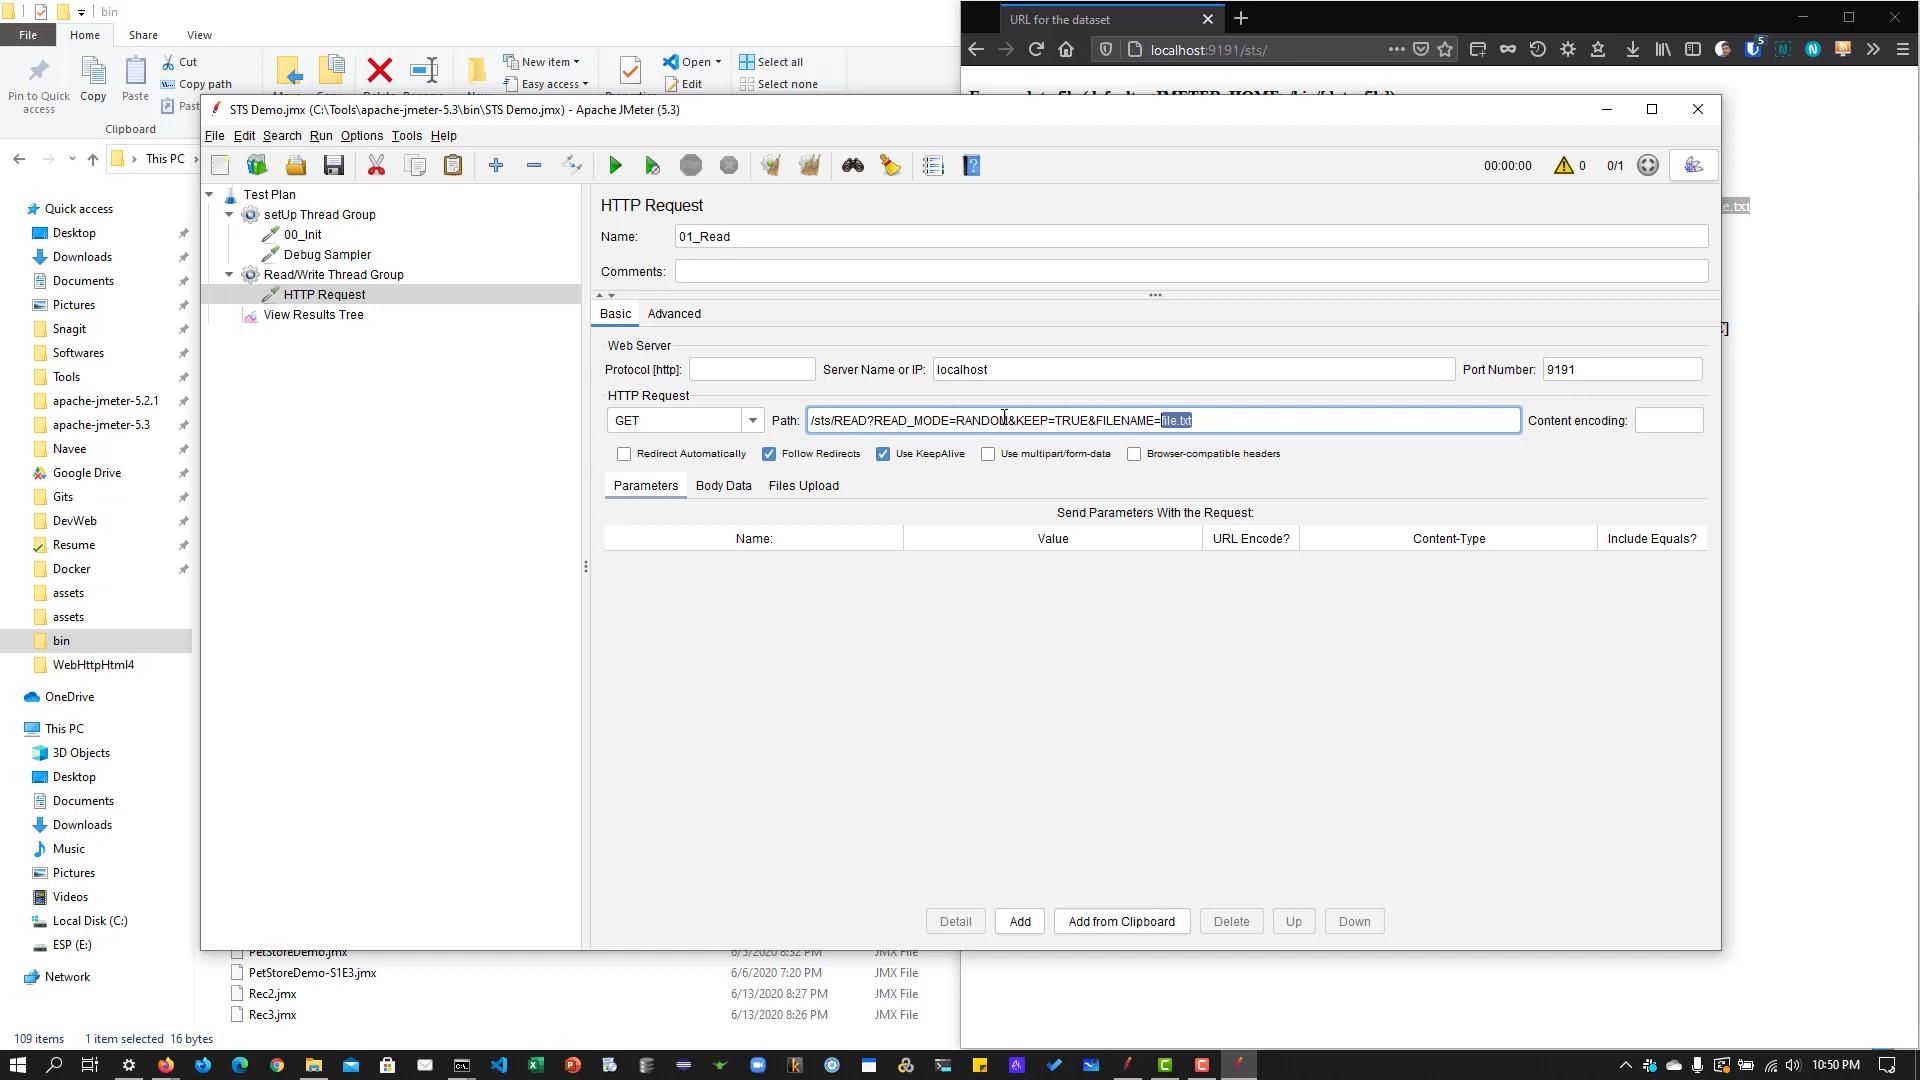 bin
File
Home
Share
View
Pin to Quick access
Copy
Paste
Cut
Copy path
Clipboard
New item
Easy access
Open
Edit
Select all
Select none
This PC
Quick access
Desktop
Downloads
Documents
Pictures
Snagit
Softwares
Tools
apache-jmeter-5.2.1
apache-jmeter-5.3
Navee
Google Drive
Gits
DevWeb
Resume
Docker
assets
assets
bin
WebHttpHtml4
OneDrive
This PC
3D Objects
Desktop
Documents
Downloads
Music
Pictures
Videos
Local Disk (C:)
ESP (E:)
Network
109 items 1 item selected 16 bytes
URL for the dataset
localhost:9191/sts/
e.txt
STS Demo.jmx (C:\Tools\apache-jmeter-5.3\bin\STS Demo.jmx) - Apache JMeter (5.3)
File Edit Search Run Options Tools Help
00:00:00 0 0/1
Test Plan
setUp Thread Group
00_Init
Debug Sampler
Read/Write Thread Group
HTTP Request
View Results Tree
HTTP Request
Name: 01_Read
Comments:
Basic Advanced
Web Server
Protocol [http]: Server Name or IP: localhost Port Number: 9191
HTTP Request
GET Path: /sts/READ?READ_MODE=RANDOM&KEEP=TRUE&FILENAME=file.txt Content encoding:
Redirect Automatically Follow Redirects Use KeepAlive Use multipart/form-data Browser-compatible headers
Parameters Body Data Files Upload
Send Parameters With the Request:
Name: Value URL Encode? Content-Type Include Equals?
Detail Add Add from Clipboard Delete Up Down
PetStoreDemo.jmx 6/5/2020 8:32 PM JMX File
PetStoreDemo-S1E3.jmx 6/6/2020 7:20 PM JMX File
Rec2.jmx 6/13/2020 8:27 PM JMX File
Rec3.jmx 6/13/2020 8:26 PM JMX File
10:50 PM